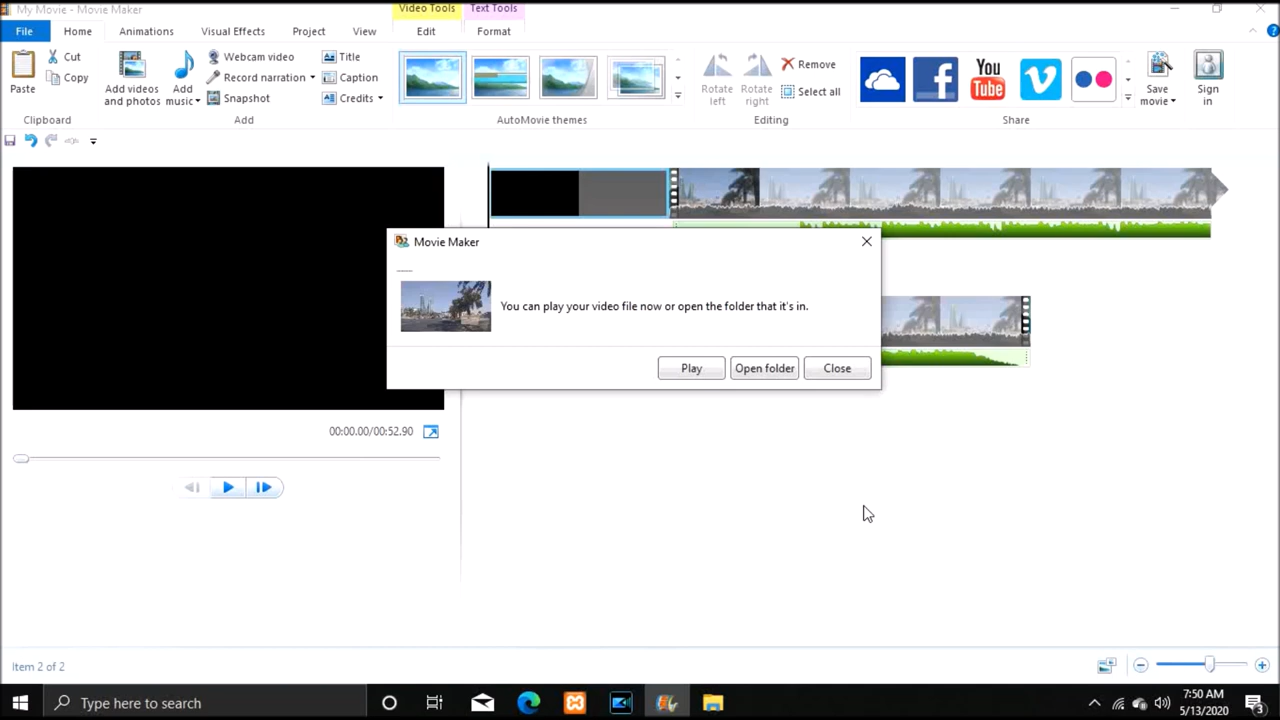 My Movie - Movie Maker
Video Tools
Text Tools
File
Home
Animations
Visual Effects
Project
View
Edit
Format
Paste
Cut
Copy
Clipboard
Add videos
and photos
Add
music
Webcam video
Record narration
Snapshot
Title
Caption
Credits
Add
AutoMovie themes
Rotate
left
Rotate
right
Remove
Select all
Editing
You
Tube
Share
Save
movie
Sign
in
Movie Maker
You can play your video file now or open the folder that it's in.
Play
Open folder
Close
00:00.00/00:52.90
Item 2 of 2
Type here to search
7:50 AM
5/13/2020
3